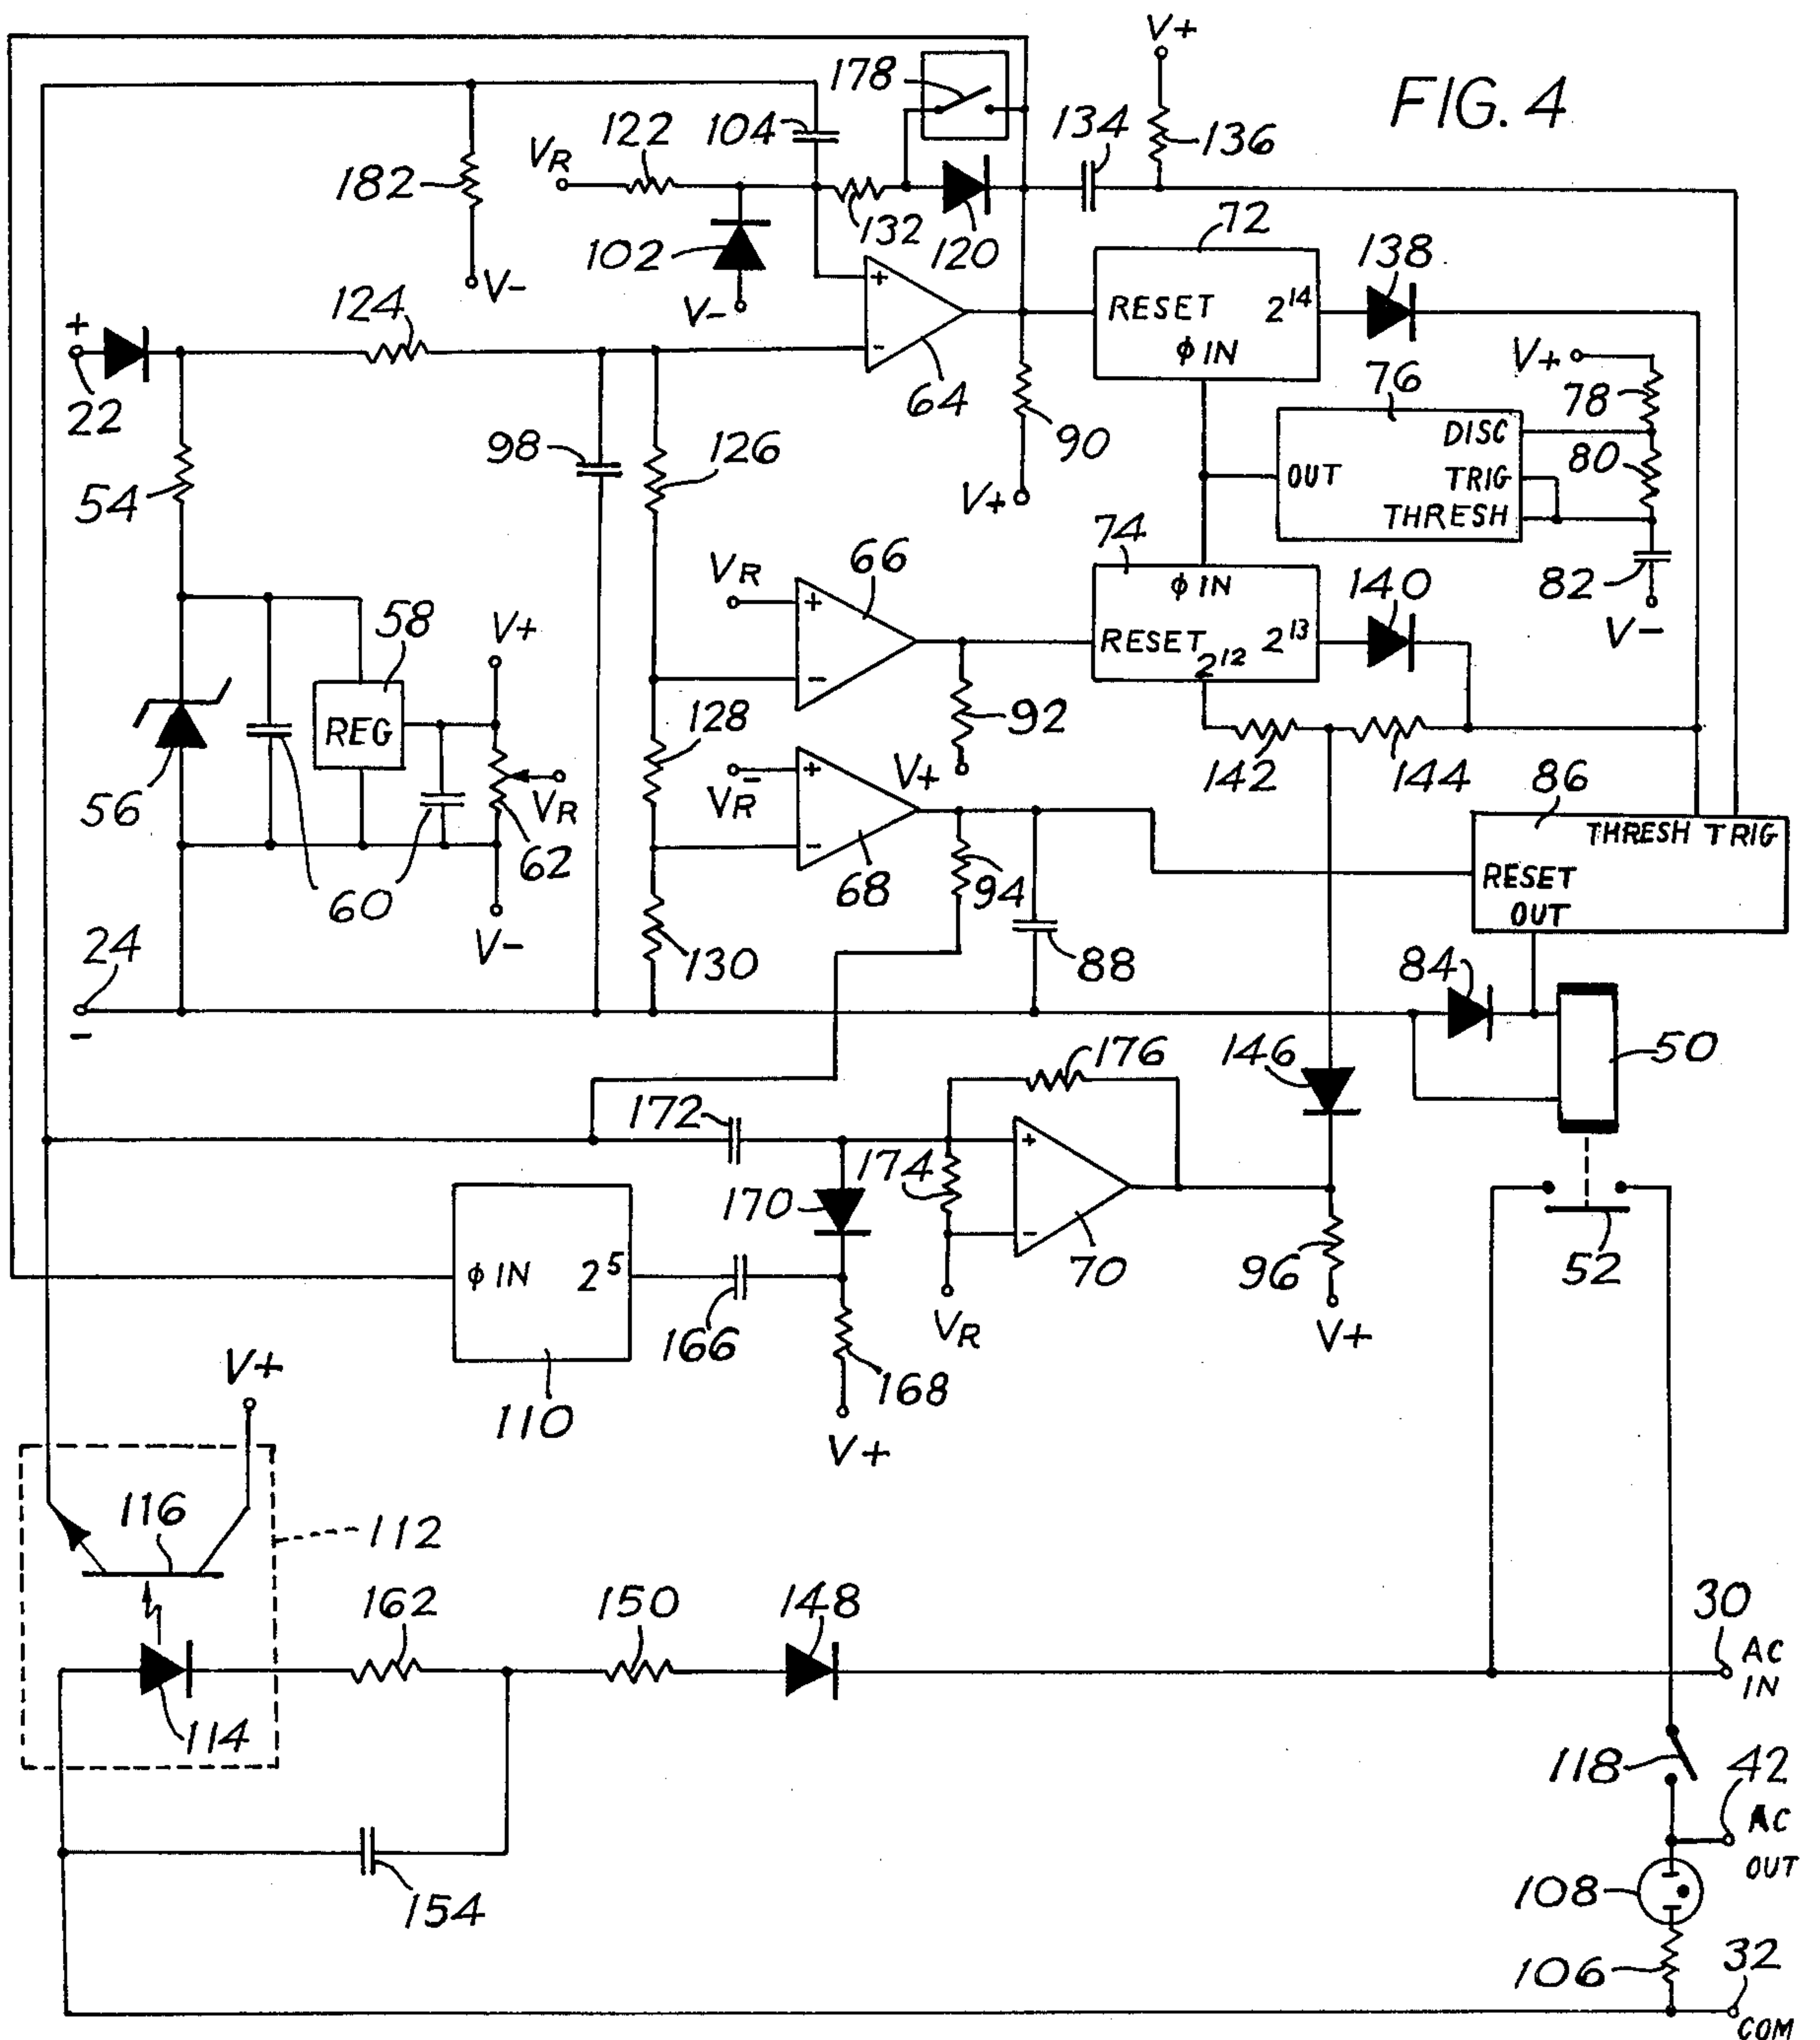 V+
FIG. 4
178
134
136
122
104
VR
182
132
120
72
138
102
V-
V-
124
+
RESET 2^14
φ IN
64
V+
76
78
22
98
126
90
DISC
80
OUT
TRIG
THRESH
54
V+
74
66
VR
φ IN
140
82
58
V+
RESET 2^13
2^12
V-
REG
128
92
142
144
56
VR
62
VR
V+
86
THRESH TRIG
68
94
RESET
OUT
60
V-
24
130
88
84
-
176
146
50
172
174
170
φ IN 2^5
70
96
52
166
VR
V+
168
V+
110
V+
116
112
162
150
148
30
AC
IN
114
118
42
AC
OUT
108
154
106
32
COM